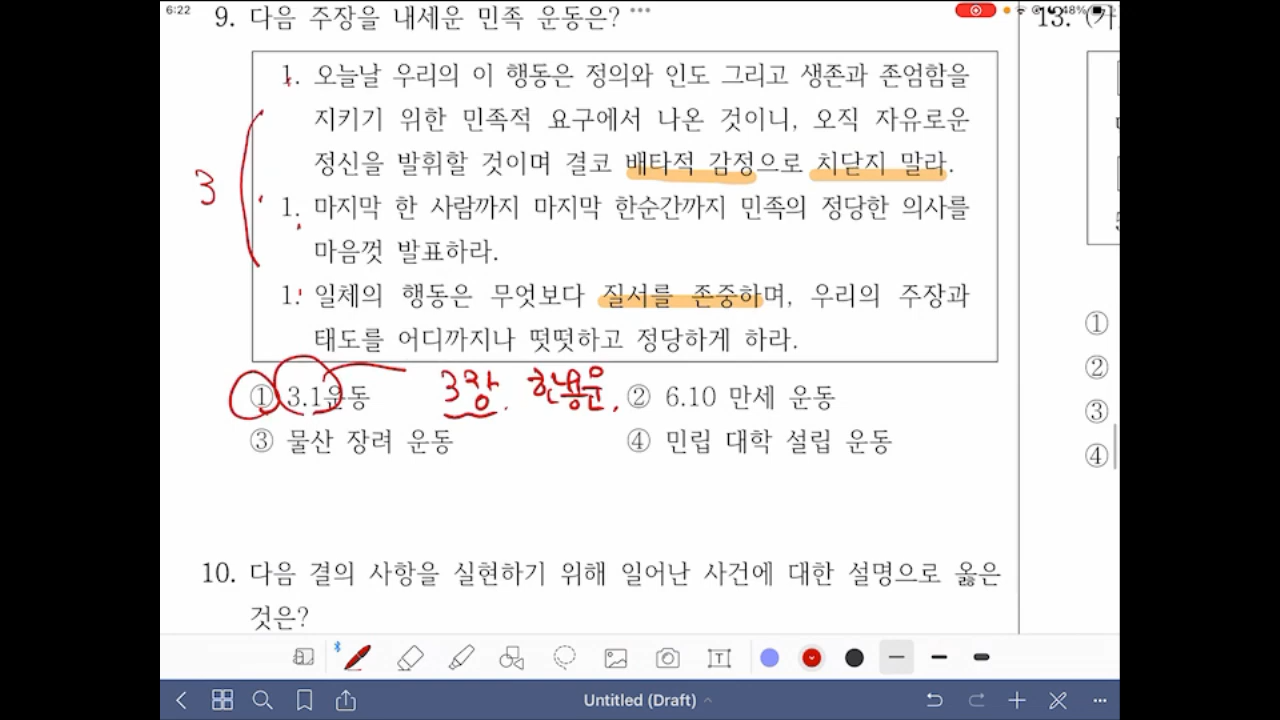 6:22
48%
9. 다음 주장을 내세운 민족 운동은?
13. (가
1. 오늘날 우리의 이 행동은 정의와 인도 그리고 생존과 존엄함을
지키기 위한 민족적 요구에서 나온 것이니, 오직 자유로운
정신을 발휘할 것이며 결코 배타적 감정으로 치닫지 말라.
3
1. 마지막 한 사람까지 마지막 한순간까지 민족의 정당한 의사를
마음껏 발표하라.
1. 일체의 행동은 무엇보다 질서를 존중하며, 우리의 주장과
태도를 어디까지나 떳떳하고 정당하게 하라.
① 3.1운동
3장. 한용운.
② 6.10 만세 운동
③ 물산 장려 운동
④ 민립 대학 설립 운동
①
②
③
④
10. 다음 결의 사항을 실현하기 위해 일어난 사건에 대한 설명으로 옳은
것은?
Untitled (Draft)